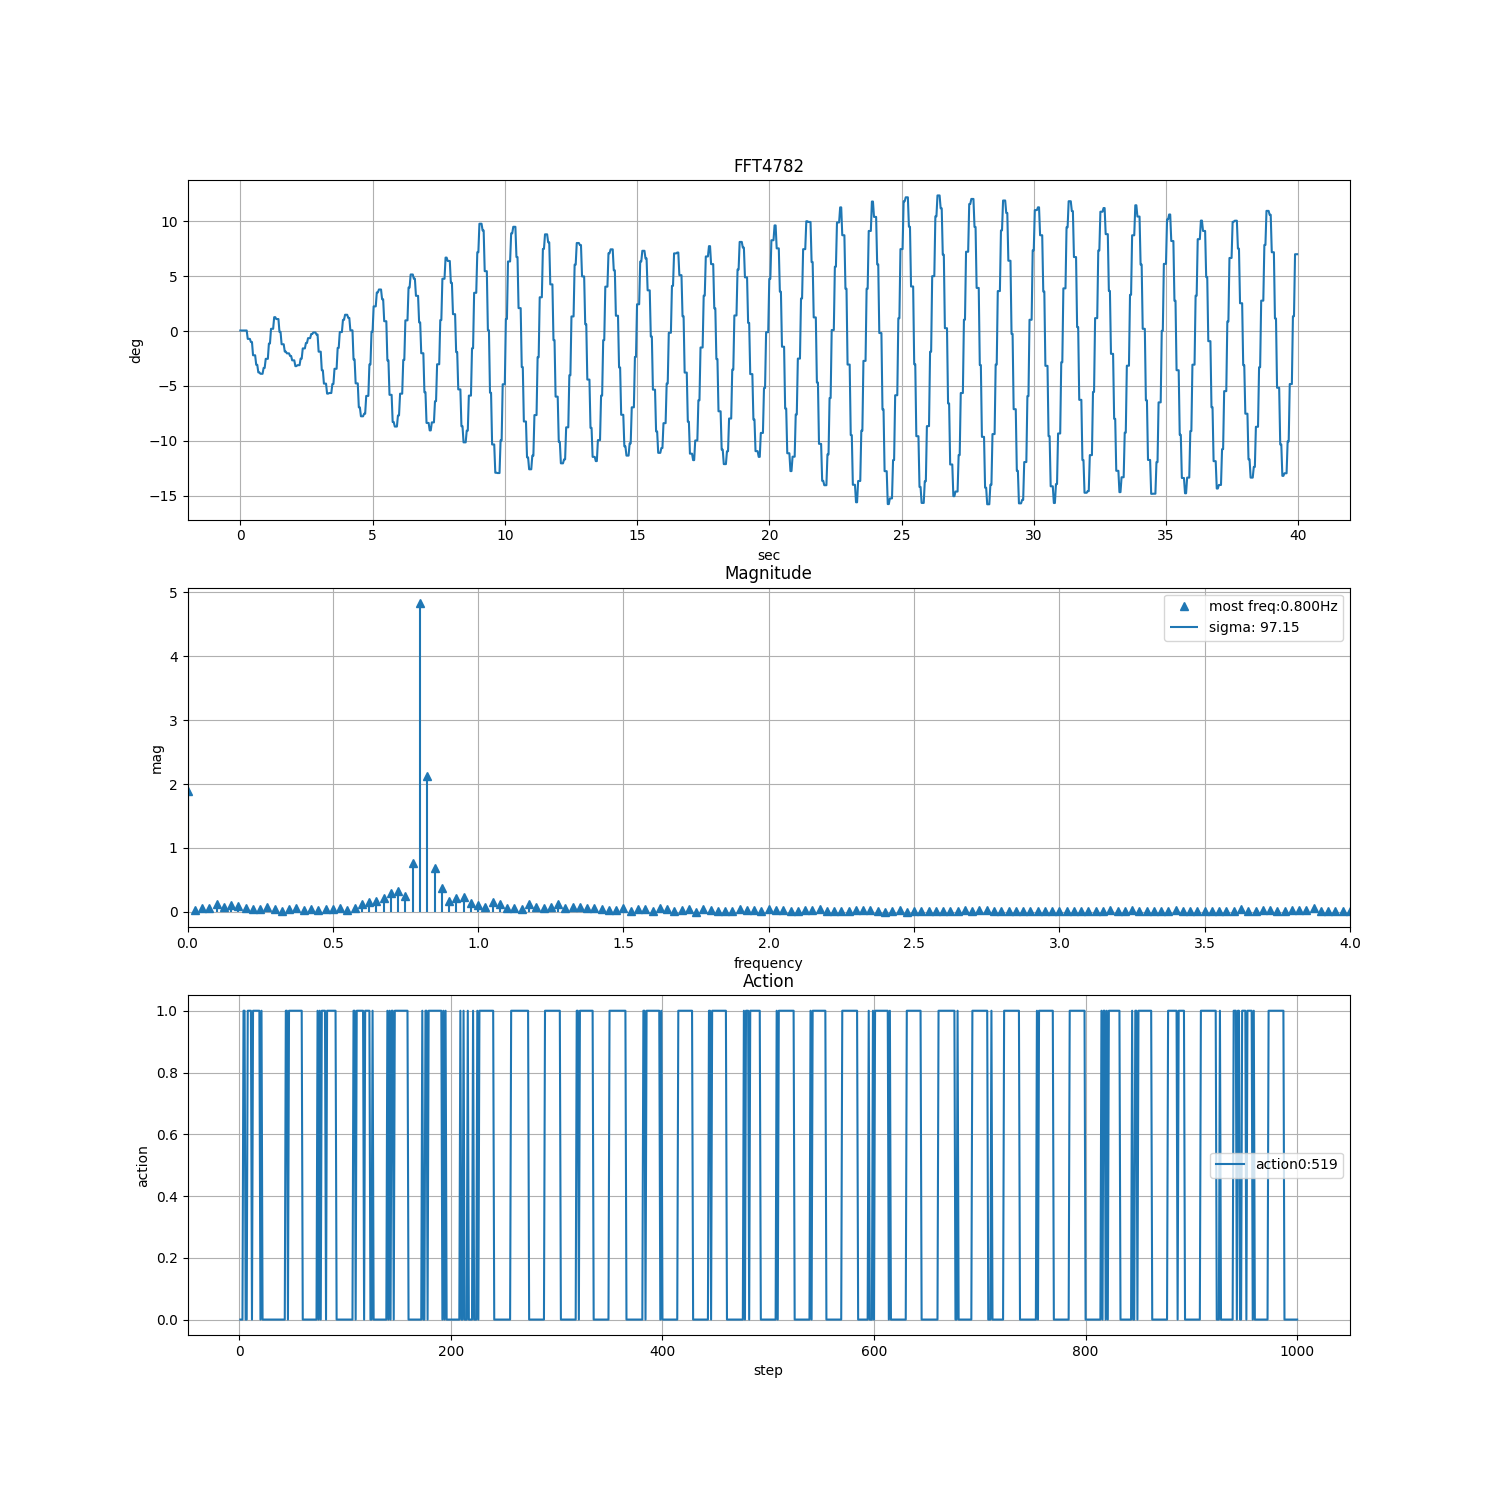 FFT4782
10
5
0
−5
−10
−15
deg
0 5 10 15 20 25 30 35 40
sec
Magnitude
5
4
3
2
1
0
mag
most freq:0.800Hz
sigma: 97.15
0.0 0.5 1.0 1.5 2.0 2.5 3.0 3.5 4.0
frequency
Action
1.0
0.8
0.6
0.4
0.2
0.0
action
action0:519
0 200 400 600 800 1000
step